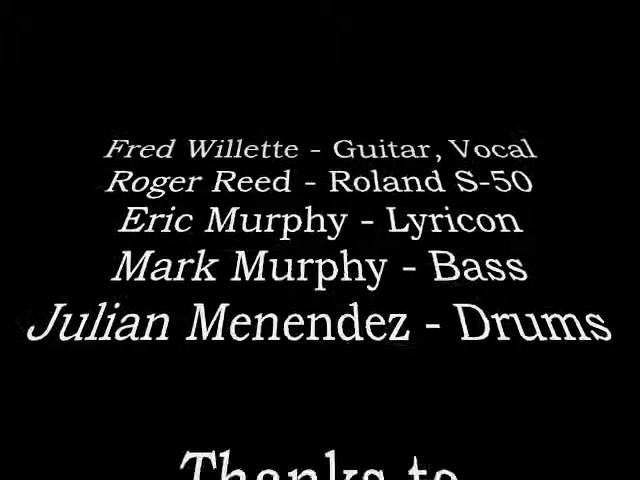 Fred Willette - Guitar, Vocal
Roger Reed - Roland S-50
Eric Murphy - Lyricon
Mark Murphy - Bass
Julian Menendez - Drums
Thanks to